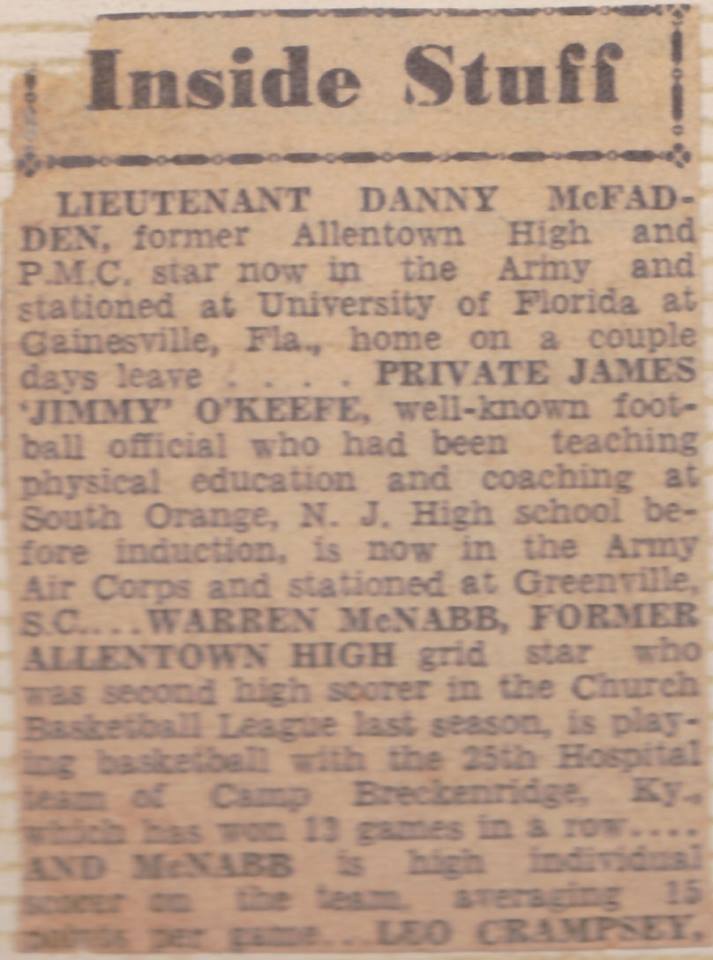 Inside Stuff
LIEUTENANT DANNY McFAD-
DEN, former Allentown High and
P.M.C. star now in the Army and
stationed at University of Florida at
Gainesville, Fla., home on a couple
days leave . . . . PRIVATE JAMES
'JIMMY' O'KEEFE, well-known foot-
ball official who had been teaching
physical education and coaching at
South Orange, N. J. High school be-
fore induction, is now in the Army
Air Corps and stationed at Greenville,
S.C....WARREN McNABB, FORMER
ALLENTOWN HIGH grid star who
was second high scorer in the Church
Basketball League last season, is play-
ing basketball with the 25th Hospital
team of Camp Breckenridge, Ky.,
which has won 13 games in a row....
AND McNABB is high individual
scorer on the team, averaging 15
points per game...LEO CRAMPSEY,